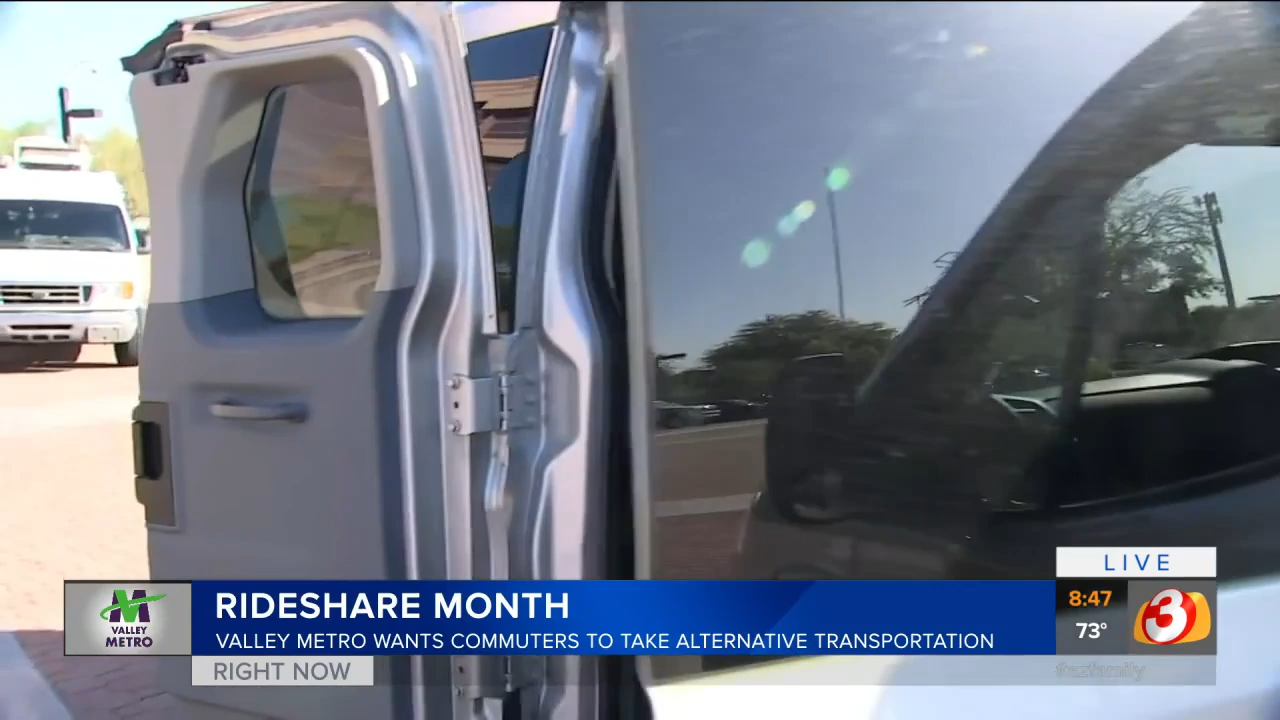 LIVE
RIDESHARE MONTH
8:47
VALLEY METRO
VALLEY METRO WANTS COMMUTERS TO TAKE ALTERNATIVE TRANSPORTATION
73°
3
RIGHT NOW
#azfamily